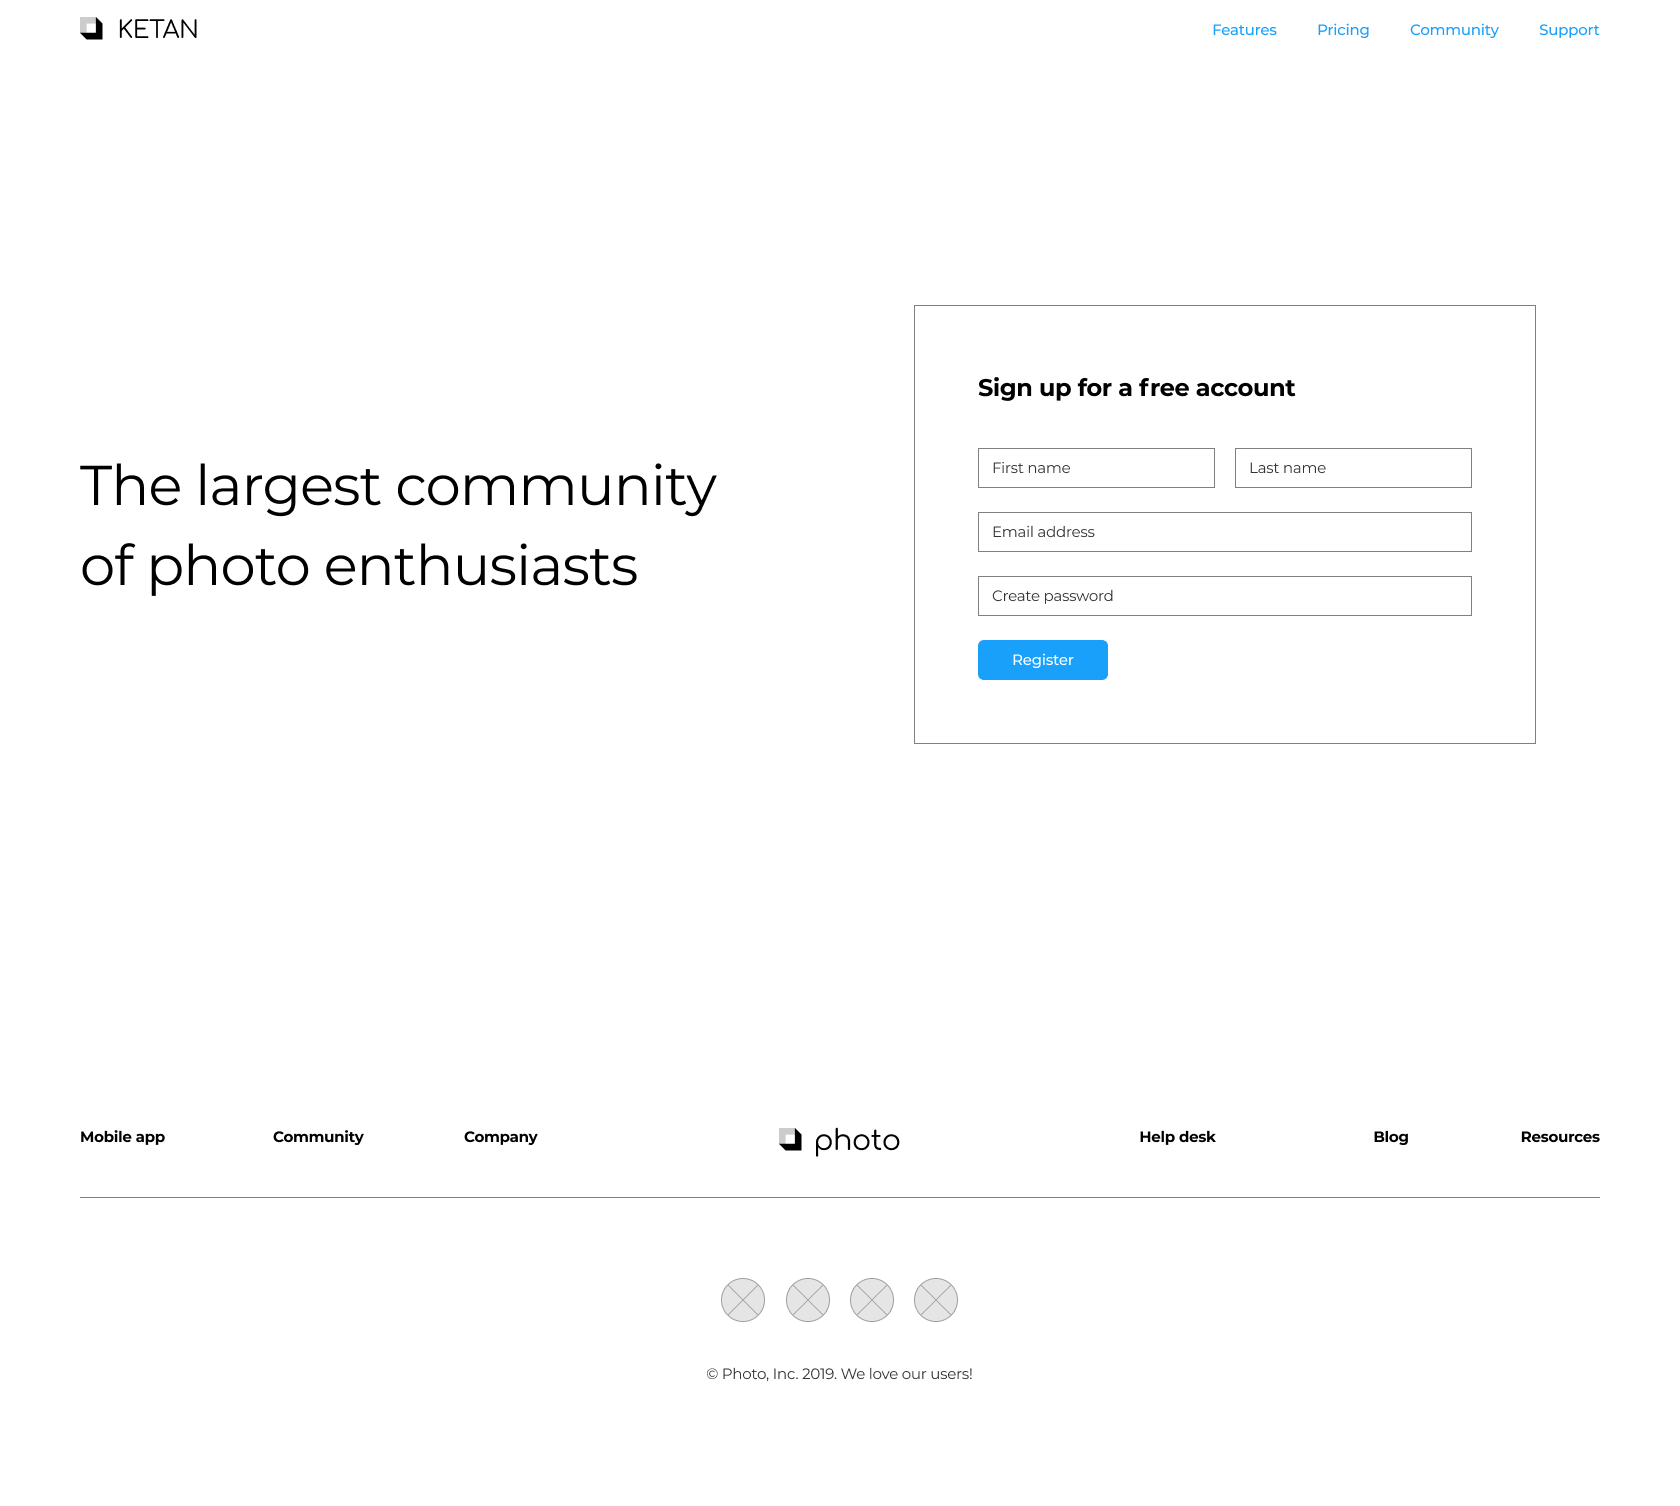 KETAN
Features Pricing Community Support
The largest community
of photo enthusiasts
Sign up for a free account
First name Last name
Email address
Create password
Register
Mobile app Community Company photo Help desk Blog Resources
© Photo, Inc. 2019. We love our users!